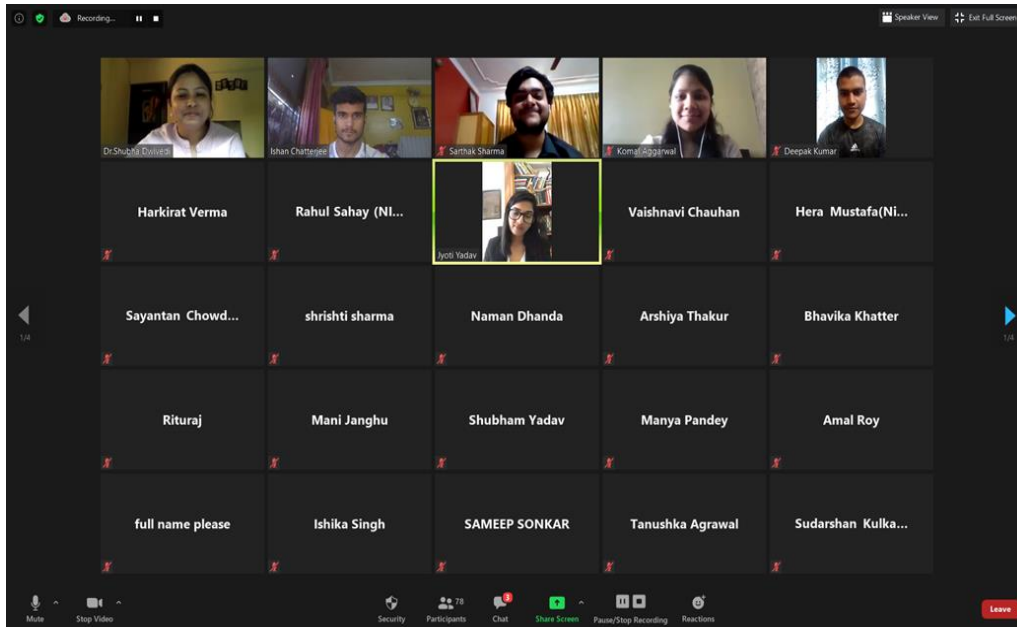 Recording...
Speaker View
Exit Full Screen
Dr.Shubha Dwivedi
Ishan Chatterjee
Sarthak Sharma
Komal Aggarwal
Deepak Kumar
Harkirat Verma
Rahul Sahay (NI...
Jyoti Yadav
Vaishnavi Chauhan
Hera Mustafa(Ni...
Sayantan Chowd...
shrishti sharma
Naman Dhanda
Arshiya Thakur
Bhavika Khatter
1/4
1/4
Rituraj
Mani Janghu
Shubham Yadav
Manya Pandey
Amal Roy
full name please
Ishika Singh
SAMEEP SONKAR
Tanushka Agrawal
Sudarshan Kulka...
Mute
Stop Video
Security
Participants
78
Chat
3
Share Screen
Pause/Stop Recording
Reactions
Leave